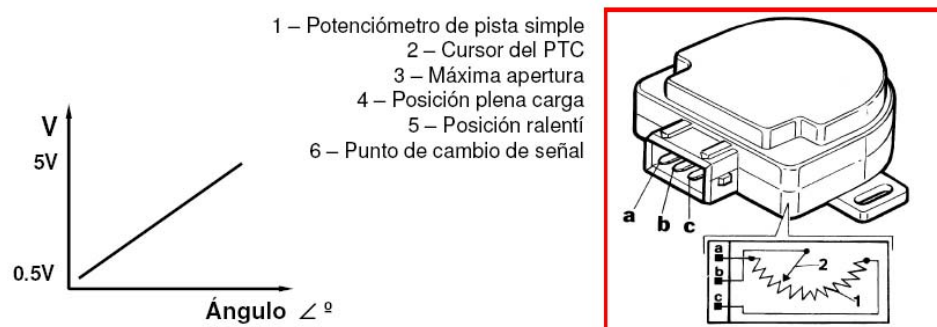 1 – Potenciómetro de pista simple
2 – Cursor del PTC
3 – Máxima apertura
4 – Posición plena carga
5 – Posición ralentí
6 – Punto de cambio de señal
V
5V
0.5V
Ángulo ∠ º
a b c
a
b
c
2
1